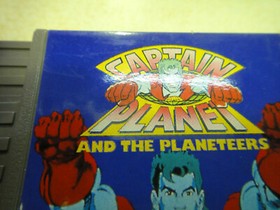 CAPTAIN
PLANET
AND THE PLANETEERS